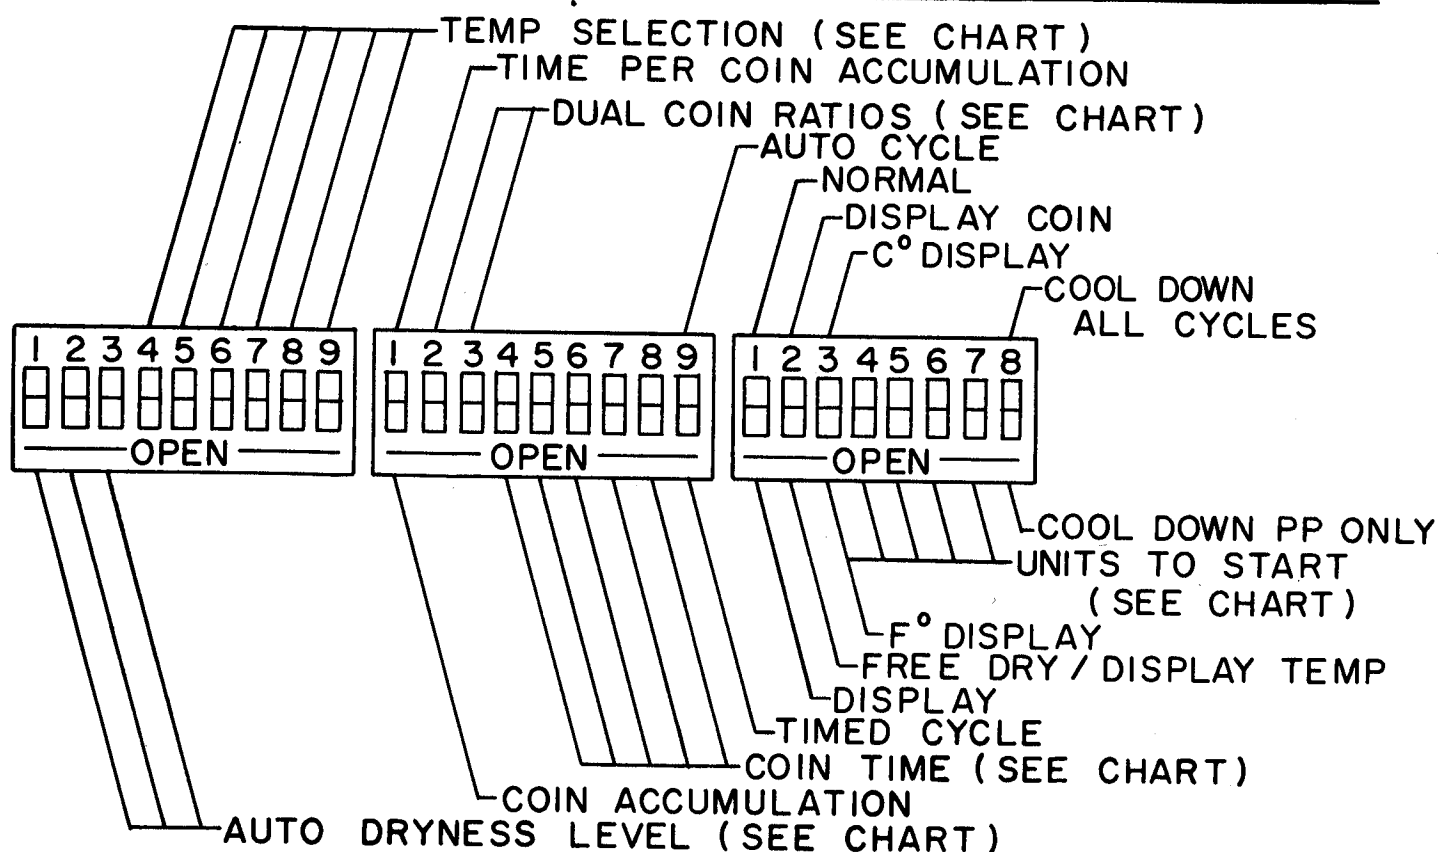 TEMP SELECTION (SEE CHART)
TIME PER COIN ACCUMULATION
DUAL COIN RATIOS (SEE CHART)
AUTO CYCLE
NORMAL
DISPLAY COIN
C° DISPLAY
COOL DOWN
ALL CYCLES
1 2 3 4 5 6 7 8 9
OPEN
1 2 3 4 5 6 7 8 9
OPEN
1 2 3 4 5 6 7 8
OPEN
COOL DOWN PP ONLY
UNITS TO START
(SEE CHART)
F° DISPLAY
FREE DRY / DISPLAY TEMP
DISPLAY
TIMED CYCLE
COIN TIME (SEE CHART)
COIN ACCUMULATION
AUTO DRYNESS LEVEL (SEE CHART)